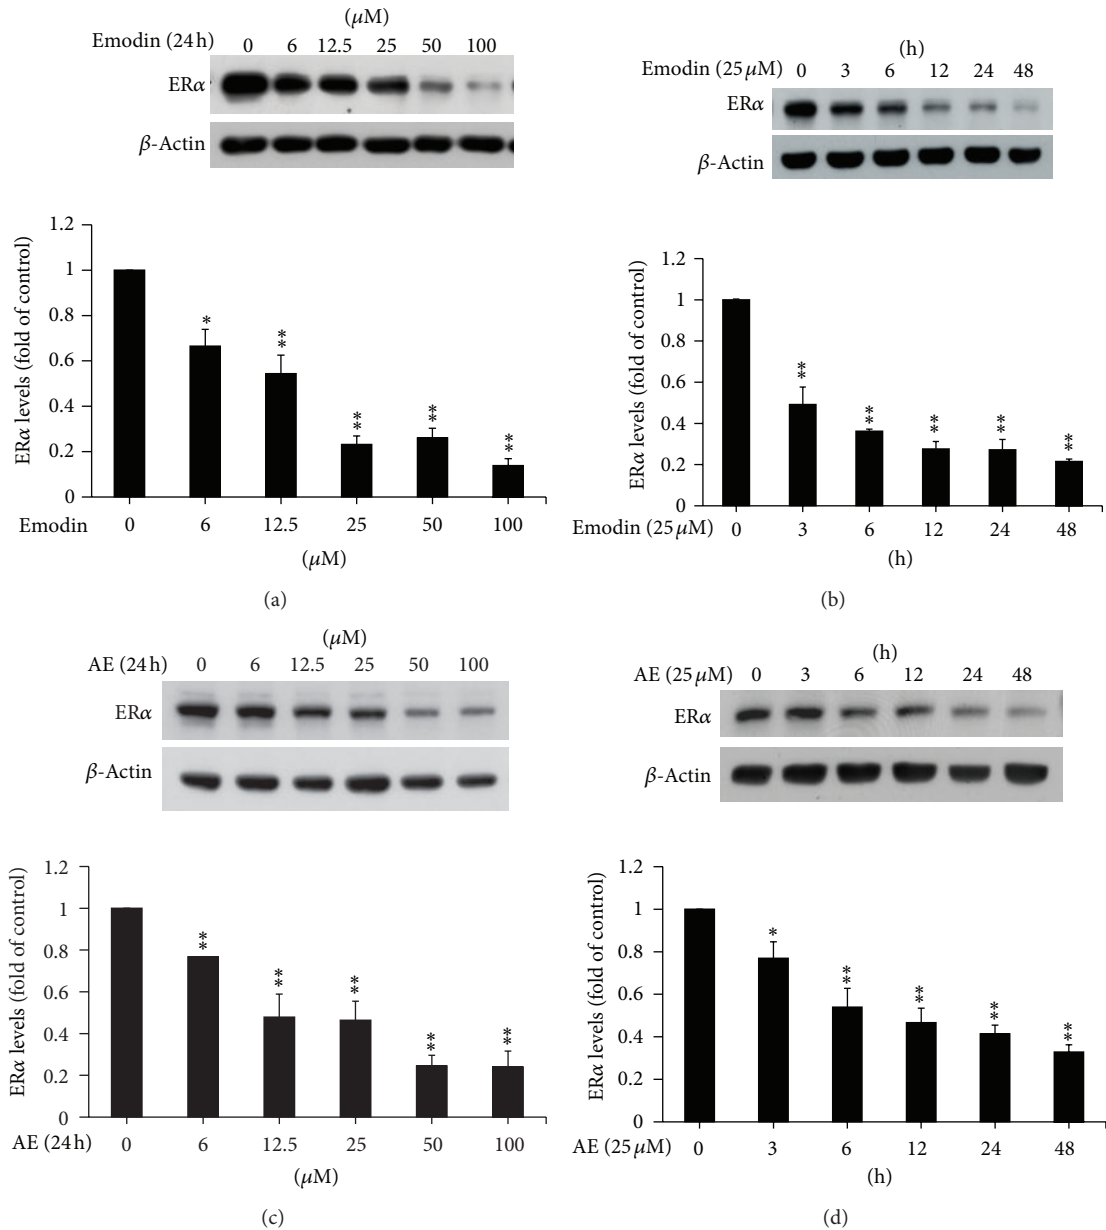 (μM)
Emodin (24 h) 0 6 12.5 25 50 100
ERα
β-Actin
1.2
1
0.8
0.6
0.4
0.2
0
ERα levels (fold of control)
*
**
**
**
**
Emodin 0 6 12.5 25 50 100
(μM)
(a)
(h)
Emodin (25 μM) 0 3 6 12 24 48
ERα
β-Actin
1.2
1
0.8
0.6
0.4
0.2
0
ERα levels (fold of control)
**
**
**
**
**
Emodin (25 μM) 0 3 6 12 24 48
(h)
(b)
(μM)
AE (24 h) 0 6 12.5 25 50 100
ERα
β-Actin
1.2
1
0.8
0.6
0.4
0.2
0
ERα levels (fold of control)
**
**
**
**
**
AE (24 h) 0 6 12.5 25 50 100
(μM)
(c)
(h)
AE (25 μM) 0 3 6 12 24 48
ERα
β-Actin
1.2
1
0.8
0.6
0.4
0.2
0
ERα levels (fold of control)
*
**
**
**
**
AE (25 μM) 0 3 6 12 24 48
(h)
(d)